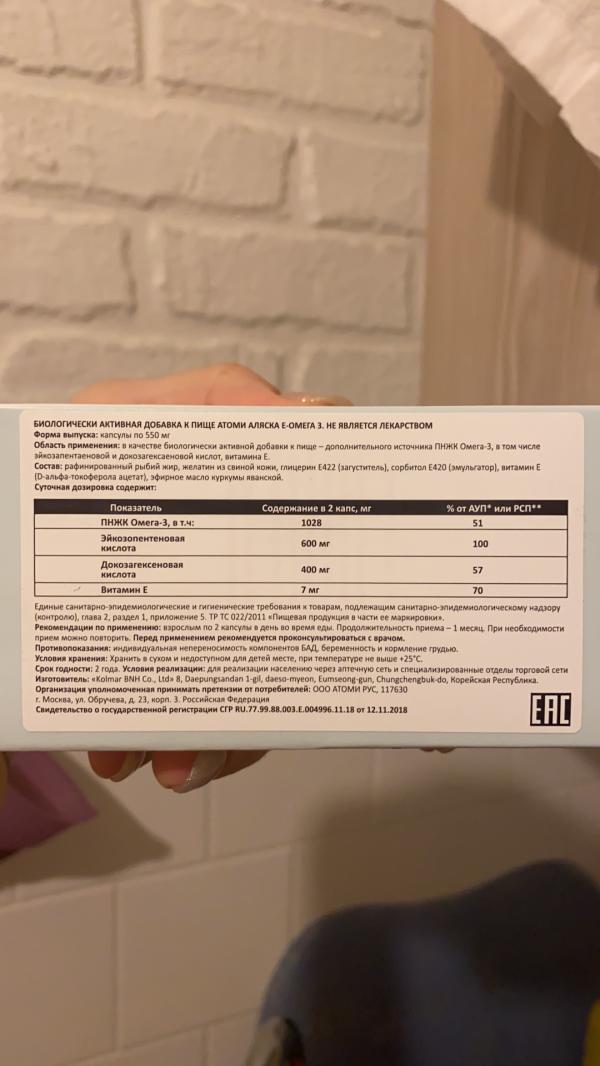 БИОЛОГИЧЕСКИ АКТИВНАЯ ДОБАВКА К ПИЩЕ АТОМИ АЛЯСКА Е-ОМЕГА 3. НЕ ЯВЛЯЕТСЯ ЛЕКАРСТВОМ
Форма выпуска: капсулы по 550 мг
Область применения: в качестве биологически активной добавки к пище – дополнительного источника ПНЖК Омега-3, в том числе
эйкозапентаеновой и докозагексаеновой кислот, витамина Е.
Состав: рафинированный рыбий жир, желатин из свиной кожи, глицерин Е422 (загуститель), сорбитол Е420 (эмульгатор), витамин Е
(D-альфа-токоферола ацетат), эфирное масло куркумы яванской.
Суточная дозировка содержит:
Показатель Содержание в 2 капс, мг % от АУП* или РСП**
ПНЖК Омега-3, в т.ч: 1028 51
Эйкозопентеновая
кислота 600 мг 100
Докозагексеновая
кислота 400 мг 57
Витамин Е 7 мг 70
Единые санитарно-эпидемиологические и гигиенические требования к товарам, подлежащим санитарно-эпидемиологическому надзору
(контролю), глава 2, раздел 1, приложение 5. ТР ТС 022/2011 «Пищевая продукция в части ее маркировки».
Рекомендации по применению: взрослым по 2 капсулы в день во время еды. Продолжительность приема – 1 месяц. При необходимости
прием можно повторить. Перед применением рекомендуется проконсультироваться с врачом.
Противопоказания: индивидуальная непереносимость компонентов БАД, беременность и кормление грудью.
Условия хранения: Хранить в сухом и недоступном для детей месте, при температуре не выше +25°С.
Срок годности: 2 года. Условия реализации: для реализации населению через аптечную сеть и специализированные отделы торговой сети
Изготовитель: «Kolmar BNH Co., Ltd» 8, Daepungsandan 1-gil, daeso-myeon, Eumseong-gun, Chungcheongbuk-do, Корейская Республика.
Организация уполномоченная принимать претензии от потребителей: ООО АТОМИ РУС, 117630
г. Москва, ул. Обручева, д. 23, корп. 3. Российская Федерация
Свидетельство о государственной регистрации СГР RU.77.99.88.003.Е.004996.11.18 от 12.11.2018
EAC